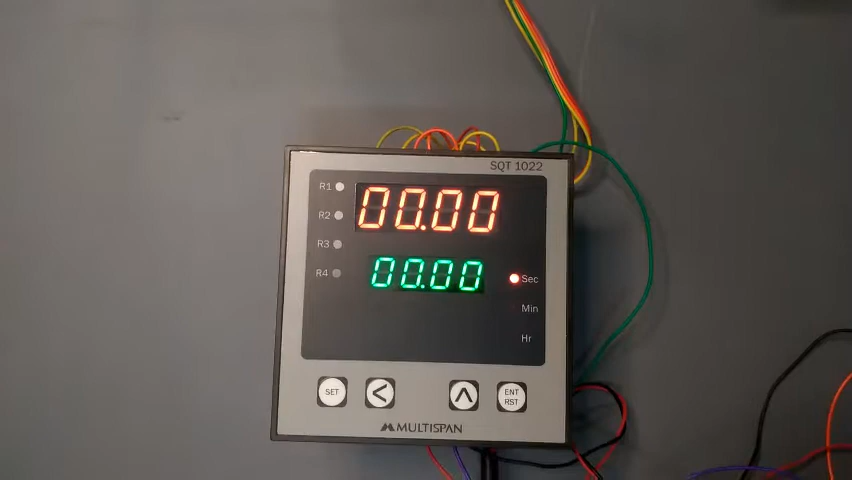 SQT 1022
R1
00.00
R2
R3
00.00
R4
Sec
Min
Hr
SET
<
ENT
RST
MULTISPAN